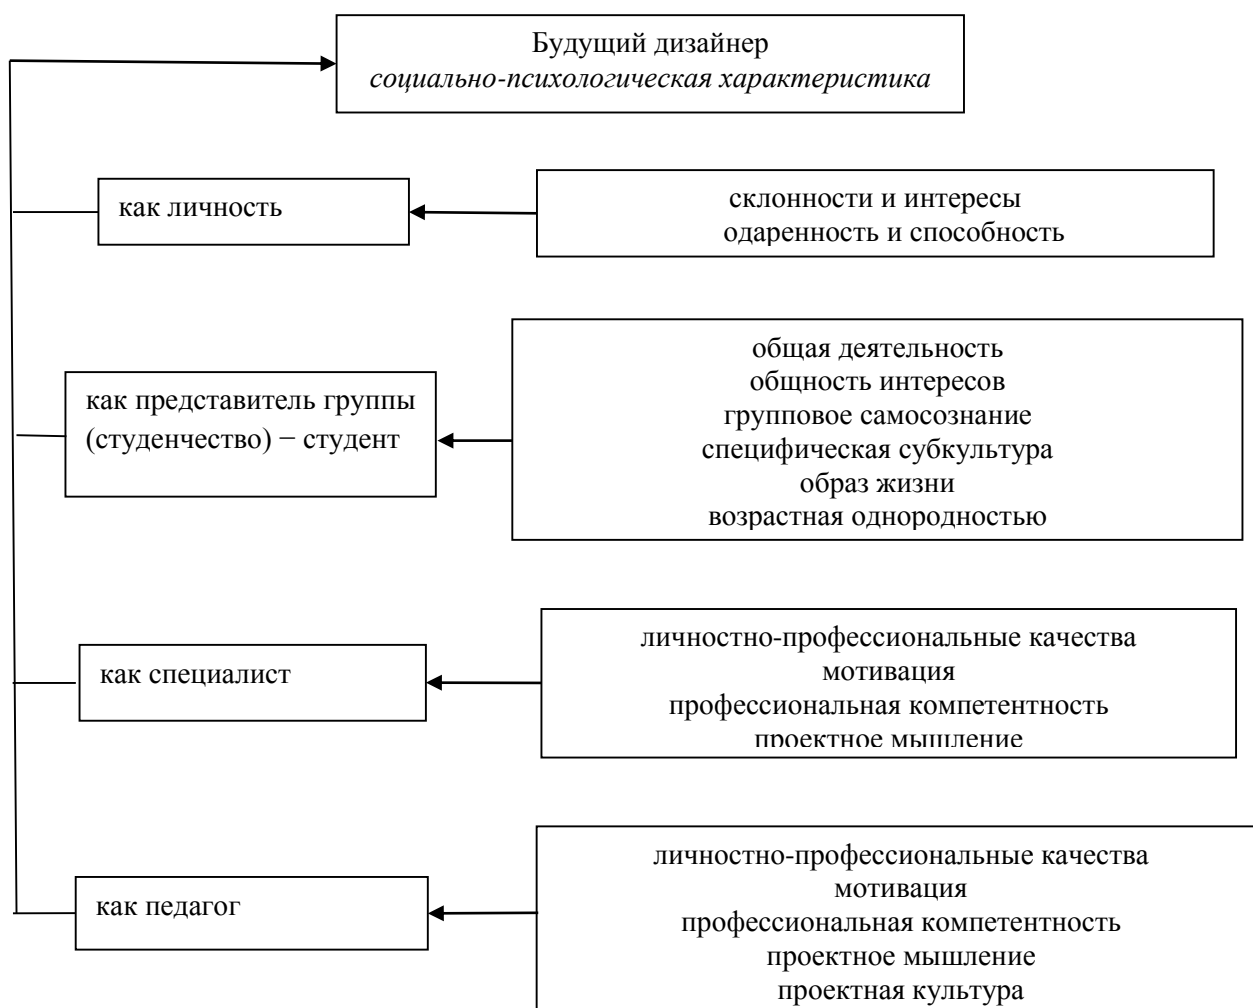 Будущий дизайнер
социально-психологическая характеристика
как личность
склонности и интересы
одаренность и способность
как представитель группы
(студенчество) − студент
общая деятельность
общность интересов
групповое самосознание
специфическая субкультура
образ жизни
возрастная однородностью
как специалист
личностно-профессиональные качества
мотивация
профессиональная компетентность
проектное мышление
как педагог
личностно-профессиональные качества
мотивация
профессиональная компетентность
проектное мышление
проектная культура